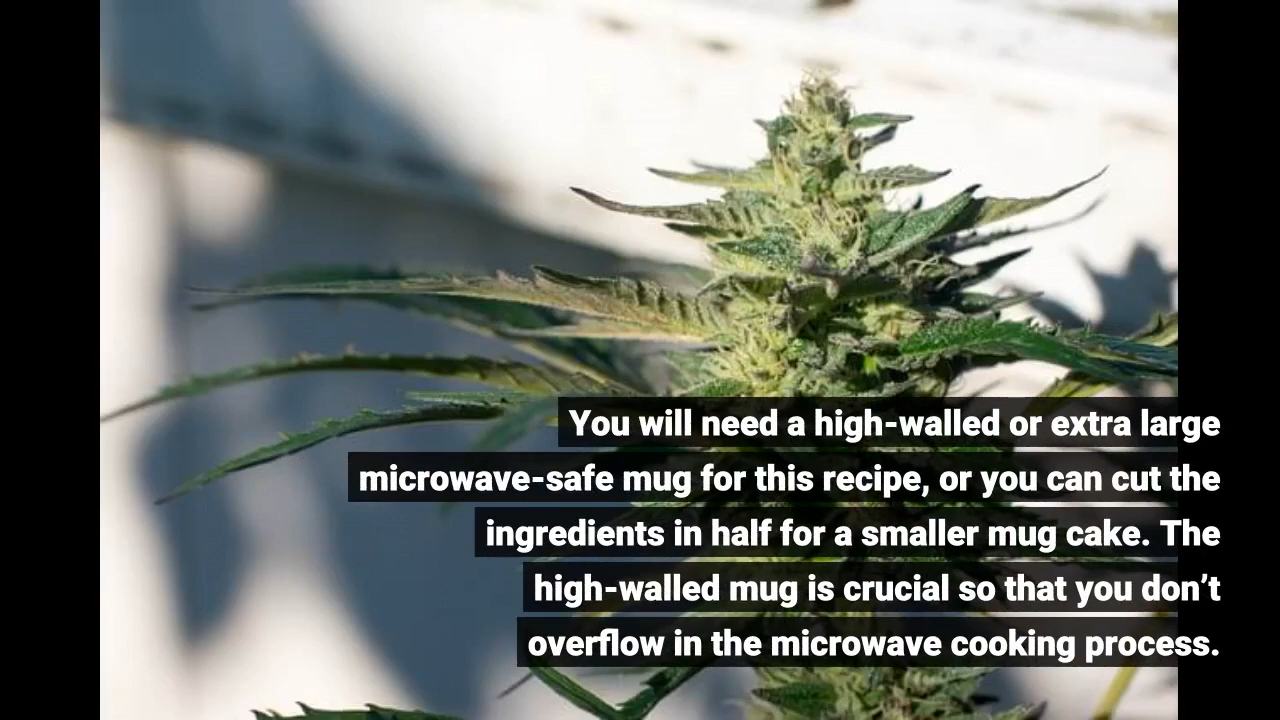 You will need a high-walled or extra large
microwave-safe mug for this recipe, or you can cut the
ingredients in half for a smaller mug cake. The
high-walled mug is crucial so that you don’t
overflow in the microwave cooking process.